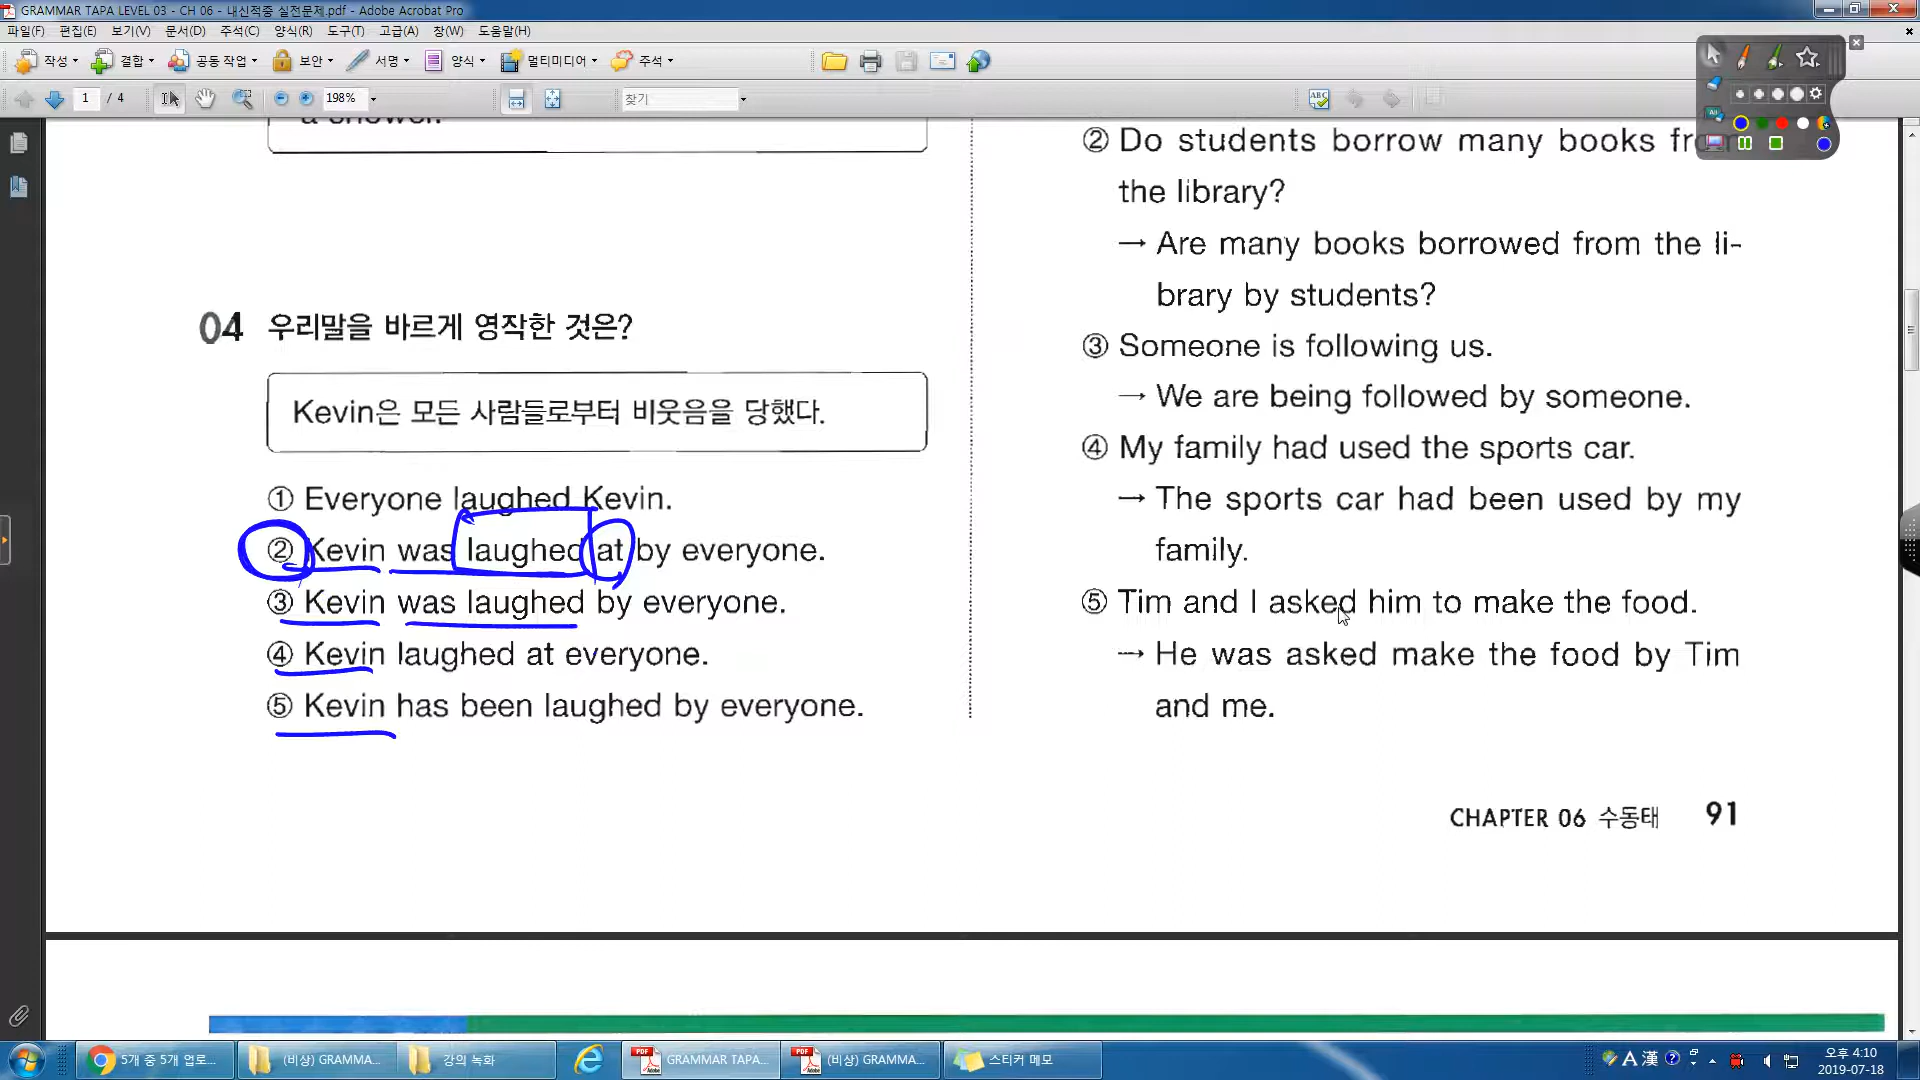 GRAMMAR TAPA LEVEL 03 - CH 06 - 내신적중 실전문제.pdf - Adobe Acrobat Pro
파일(F) 편집(E) 보기(V) 문서(D) 주석(C) 양식(R) 도구(T) 고급(A) 창(W) 도움말(H)
작성 결합 공동 작업 보안 서명 양식 멀티미디어 주석
1 / 4 198% 찾기
a shower.
04 우리말을 바르게 영작한 것은?
Kevin은 모든 사람들로부터 비웃음을 당했다.
① Everyone laughed Kevin.
② Kevin was laughed at by everyone.
③ Kevin was laughed by everyone.
④ Kevin laughed at everyone.
⑤ Kevin has been laughed by everyone.
② Do students borrow many books from
the library?
→ Are many books borrowed from the li-
brary by students?
③ Someone is following us.
→ We are being followed by someone.
④ My family had used the sports car.
→ The sports car had been used by my
family.
⑤ Tim and I asked him to make the food.
→ He was asked make the food by Tim
and me.
CHAPTER 06 수동태 91
5개 중 5개 업로... (비상) GRAMMA... 강의 녹화 GRAMMAR TAPA... (비상) GRAMMA... 스티커 메모
A 漢
오후 4:10
2019-07-18